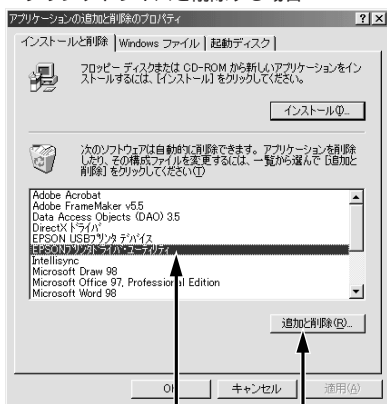 アプリケーションの追加と削除のプロパティ
インストールと削除 Windows ファイル 起動ディスク
フロッピー ディスクまたは CD-ROM から新しいアプリケーションをイン
ストールするには、[インストール] をクリックしてください。
インストール(I)...
次のソフトウェアは自動的に削除できます。アプリケーションを削除
したり、その構成ファイルを変更するには、一覧から選んで [追加と
削除] をクリックしてください(T)
Adobe Acrobat
Adobe FrameMaker v5.5
Data Access Objects (DAO) 3.5
DirectX ドライバ
EPSON USBプリンタ デバイス
EPSONプリンタドライバ・ユーティリティ
Intellisync
Microsoft Draw 98
Microsoft Office 97, Professional Edition
Microsoft Word 98
追加と削除(R)...
OK キャンセル 適用(A)